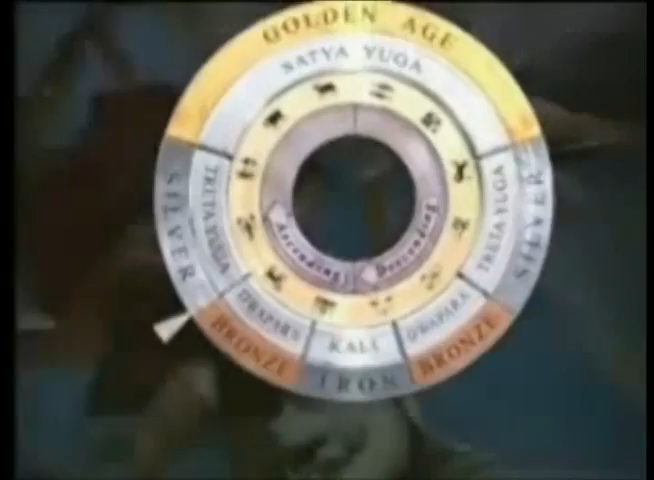 GOLDEN AGE
SATYA YUGA
SILVER
TRETA YUGA
TRETA YUGA
SILVER
Ascending
Descending
DWAPARA
KALI
DWAPARA
BRONZE
IRON
BRONZE